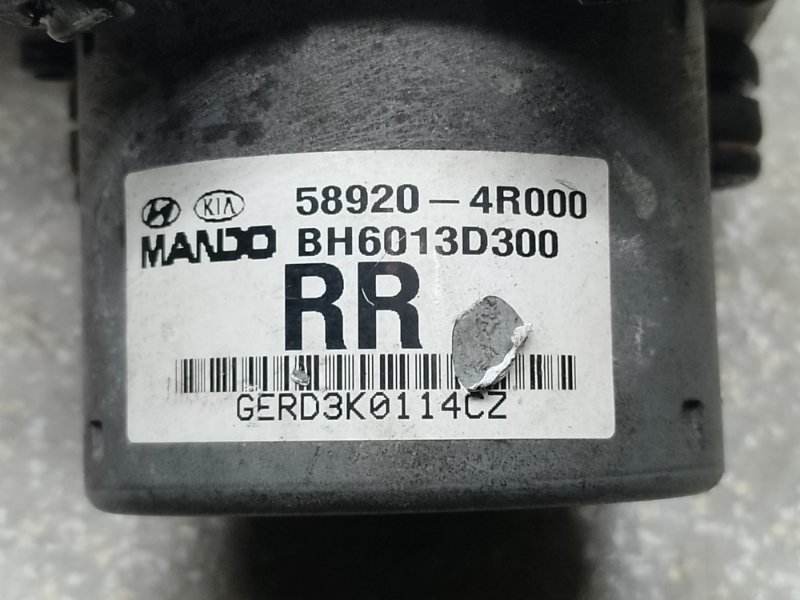 KIA 58920-4R000
MANDO BH6013D300
RR
GERD3K0114CZ